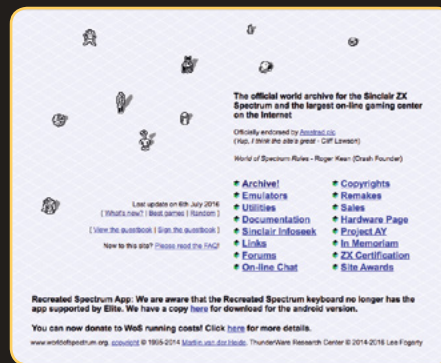 The official world archive for the Sinclair ZX
Spectrum and the largest on-line gaming center
on the Internet
Officially endorsed by Amstrad plc
(Yup, I think the site's great - Cliff Lawson)
World of Spectrum Rules - Roger Kean (Crash Founder)
Last update on 6th July 2016
[ What's new? | Best games | Random ]
[ View the guestbook | Sign the guestbook ]
New to this site? Please read the FAQ!
Archive!
Emulators
Utilities
Documentation
Sinclair Infoseek
Links
Forums
On-line Chat
Copyrights
Remakes
Sales
Hardware Page
Project AY
In Memoriam
ZX Certification
Site Awards
Recreated Spectrum App: We are aware that the Recreated Spectrum keyboard no longer has the
app supported by Elite. We have a copy here for download for the android version.
You can now donate to WoS running costs! Click here for more details.
www.worldofspectrum.org, copyright © 1995-2014 Martijn van der Heide, ThunderWare Research Center © 2014-2016 Lee Fogarty